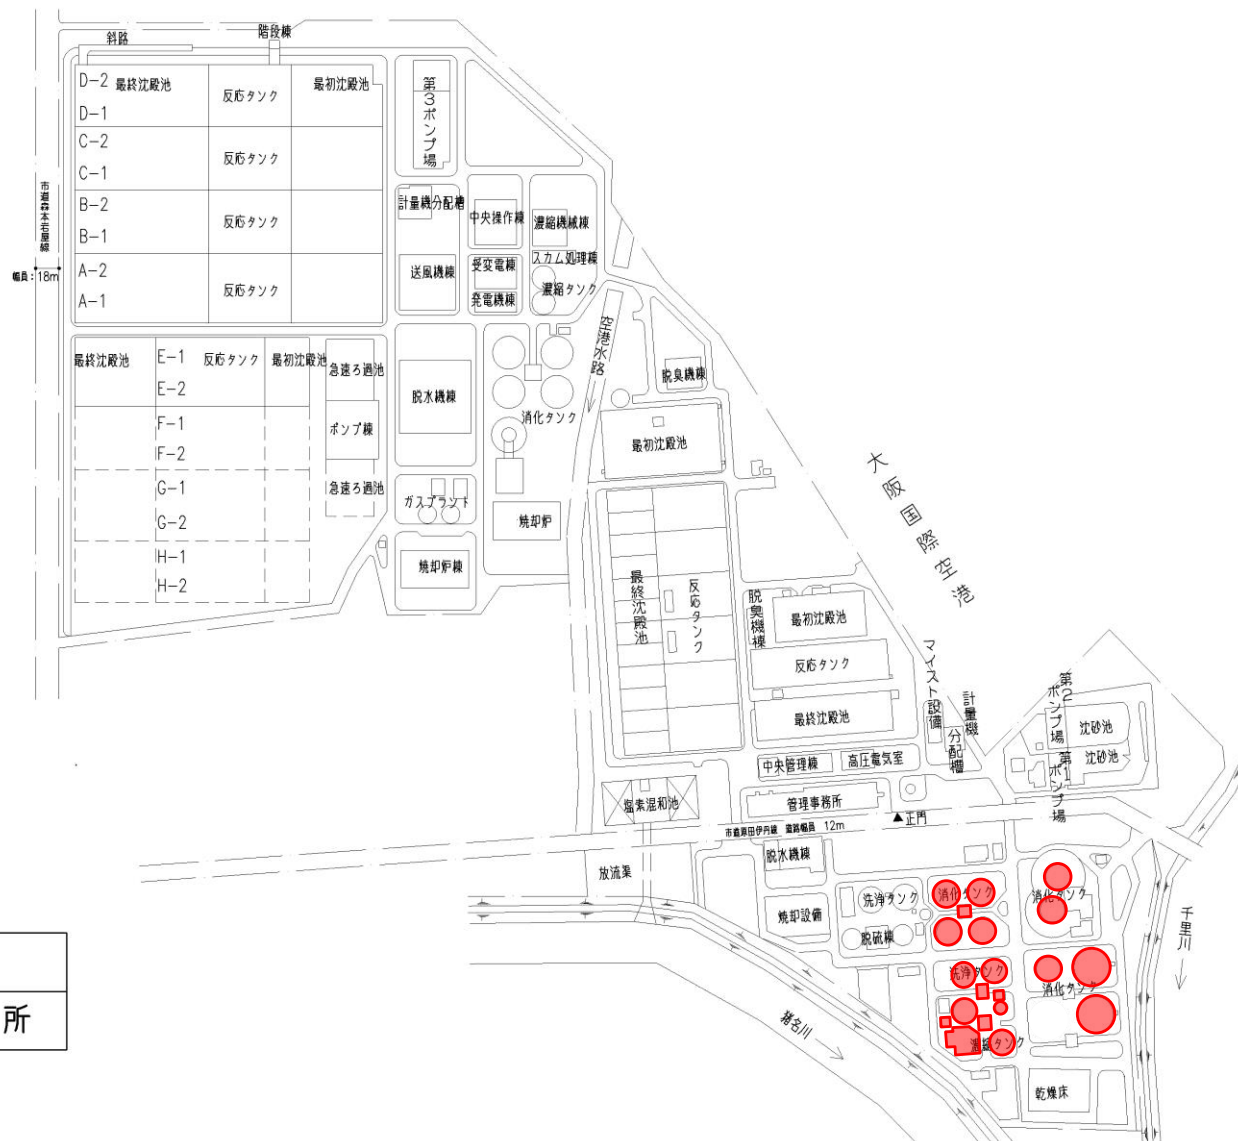 斜路
階段棟
D-2
最終沈殿池
反応タンク
最初沈殿池
D-1
C-2
反応タンク
C-1
B-2
反応タンク
B-1
A-2
反応タンク
A-1
市道森本岩屋線
幅員:18m
第3ポンプ場
計量機分配槽
中央操作棟
濃縮機械棟
スカム処理棟
送風機棟
受変電棟
発電機棟
濃縮タンク
空港水路
最終沈殿池
E-1
反応タンク
最初沈殿池
急速ろ過池
E-2
F-1
ポンプ棟
F-2
G-1
急速ろ過池
G-2
H-1
H-2
脱水機棟
消化タンク
ガスプラント
焼却炉
焼却炉棟
脱臭機棟
最初沈殿池
大阪国際空港
最終沈殿池
反応タンク
脱臭機棟
最初沈殿池
反応タンク
最終沈殿池
マイスト設備
計量機
分配槽
第2
ポンプ場
沈砂池
第1
ポンプ場
沈砂池
中央管理棟
高圧電気室
管理事務所
塩素混和池
市道原田伊丹線 道路幅員 12m
▲正門
放流渠
脱水機棟
焼却設備
洗浄タンク
脱硫棟
消化タンク
消化タンク
洗浄タンク
消化タンク
濃縮タンク
乾燥床
千里川
猪名川
所